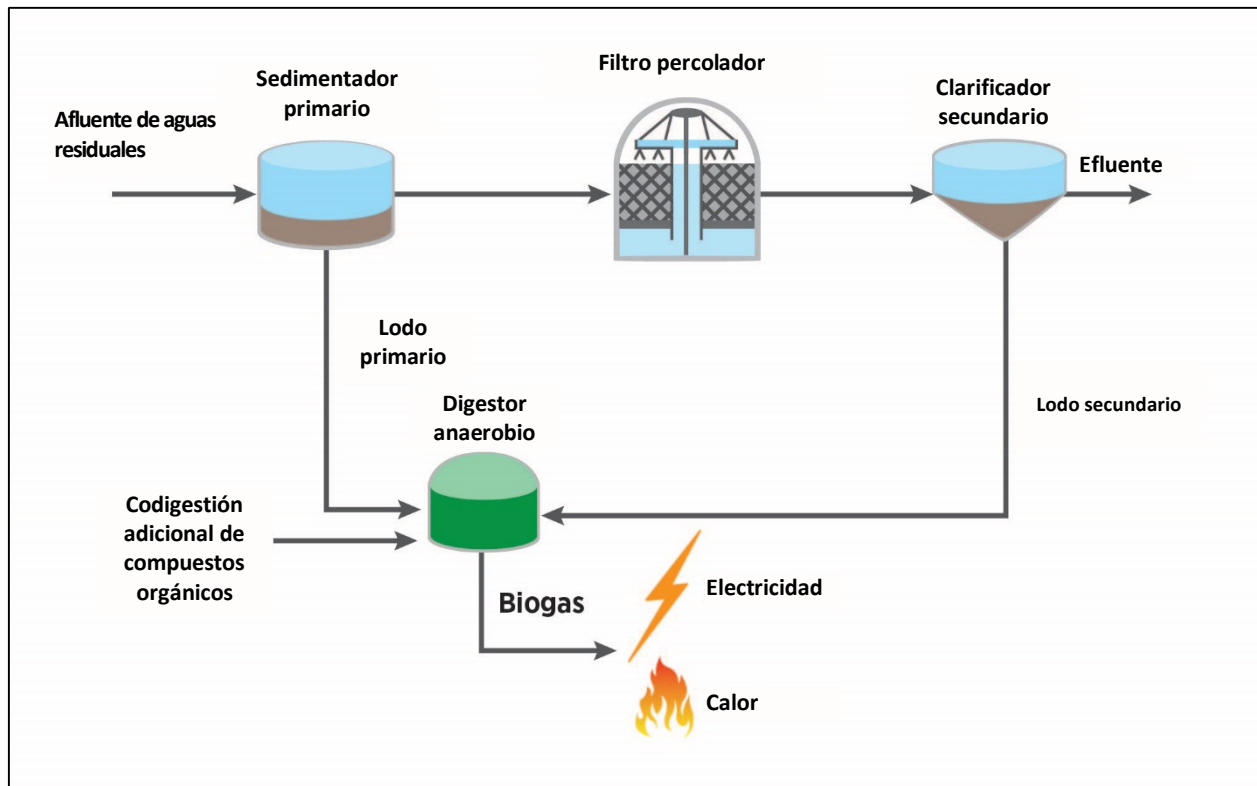 Sedimentador
primario
Filtro percolador
Clarificador
secundario
Afluente de aguas
residuales
Efluente
Lodo
primario
Lodo secundario
Digestor
anaerobio
Codigestión
adicional de
compuestos
orgánicos
Biogas
Electricidad
Calor